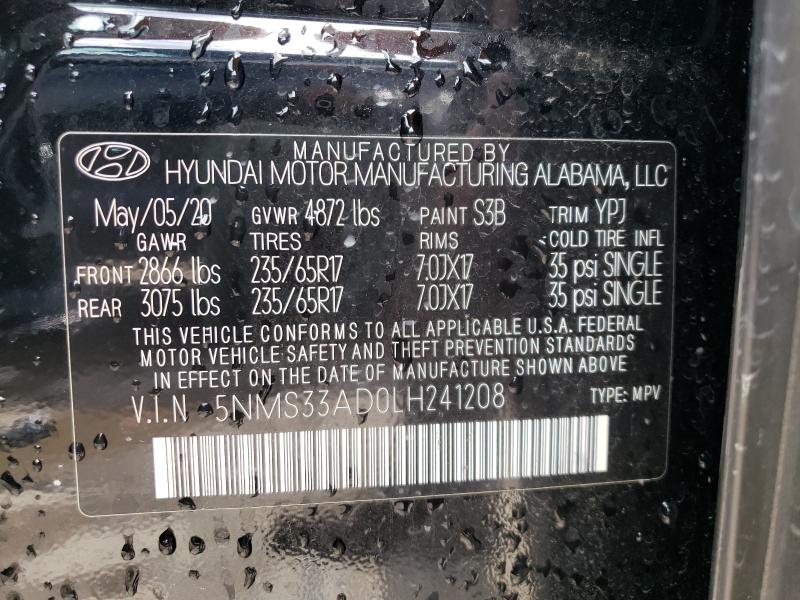 MANUFACTURED BY
HYUNDAI MOTOR MANUFACTURING ALABAMA, LLC
May/05/20 GVWR 4872 lbs PAINT S3B TRIM YPJ
GAWR TIRES RIMS COLD TIRE INFL
FRONT 2866 lbs 235/65R17 7.0JX17 35 psi SINGLE
REAR 3075 lbs 235/65R17 7.0JX17 35 psi SINGLE
THIS VEHICLE CONFORMS TO ALL APPLICABLE U.S.A. FEDERAL
MOTOR VEHICLE SAFETY AND THEFT PREVENTION STANDARDS
IN EFFECT ON THE DATE OF MANUFACTURE SHOWN ABOVE
V.I.N 5NMS33AD0LH241208 TYPE: MPV